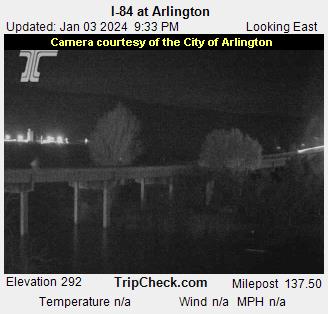 I-84 at Arlington
Updated: Jan 03 2024 9:33 PM Looking East
Camera courtesy of the City of Arlington
Elevation 292 TripCheck.com Milepost 137.50
Temperature n/a Wind n/a MPH n/a